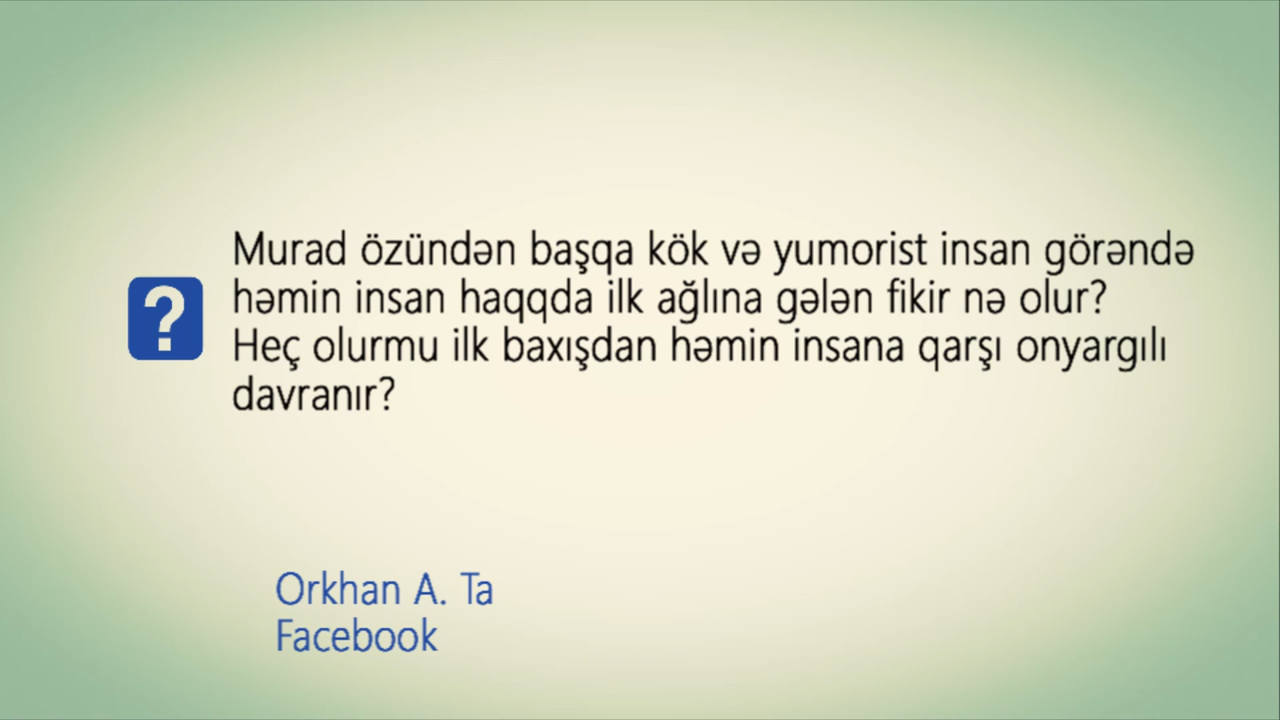 Murad özündən başqa kök və yumorist insan görəndə
? həmin insan haqqda ilk ağlına gələn fikir nə olur?
Heç olurmu ilk baxışdan həmin insana qarşı onyargılı
davranır?
Orkhan A. Ta
Facebook